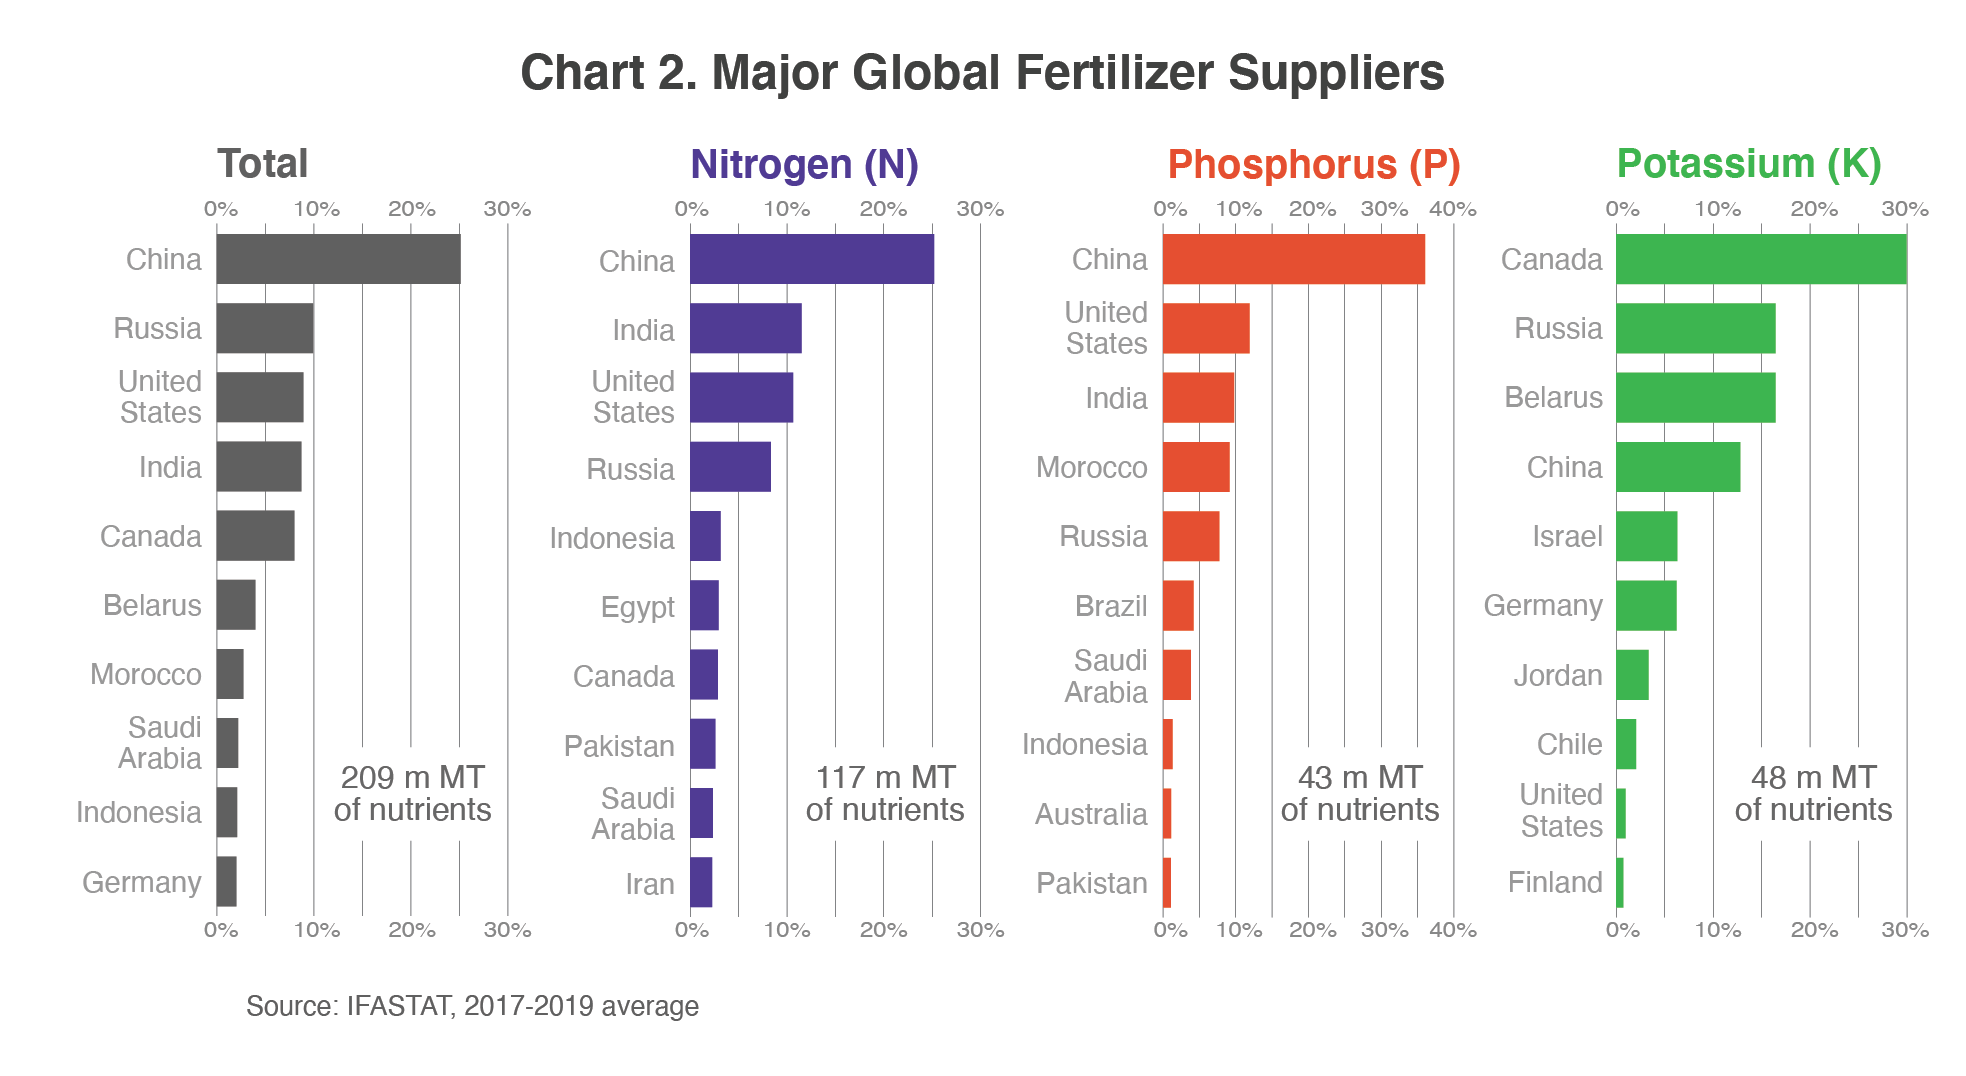 Chart 2. Major Global Fertilizer Suppliers
Total
0% 10% 20% 30%
China
Russia
United
States
India
Canada
Belarus
Morocco
Saudi
Arabia
Indonesia
Germany
209 m MT
of nutrients
0% 10% 20% 30%
Nitrogen (N)
0% 10% 20% 30%
China
India
United
States
Russia
Indonesia
Egypt
Canada
Pakistan
Saudi
Arabia
Iran
117 m MT
of nutrients
0% 10% 20% 30%
Phosphorus (P)
0% 10% 20% 30% 40%
China
United
States
India
Morocco
Russia
Brazil
Saudi
Arabia
Indonesia
Australia
Pakistan
43 m MT
of nutrients
0% 10% 20% 30% 40%
Potassium (K)
0% 10% 20% 30%
Canada
Russia
Belarus
China
Israel
Germany
Jordan
Chile
United
States
Finland
48 m MT
of nutrients
0% 10% 20% 30%
Source: IFASTAT, 2017-2019 average